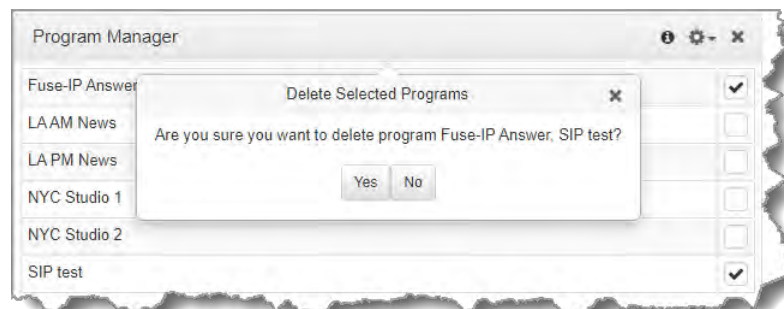 Program Manager
Fuse-IP Answer
Delete Selected Programs
LA AM News
Are you sure you want to delete program Fuse-IP Answer, SIP test?
LA PM News
Yes No
NYC Studio 1
NYC Studio 2
SIP test